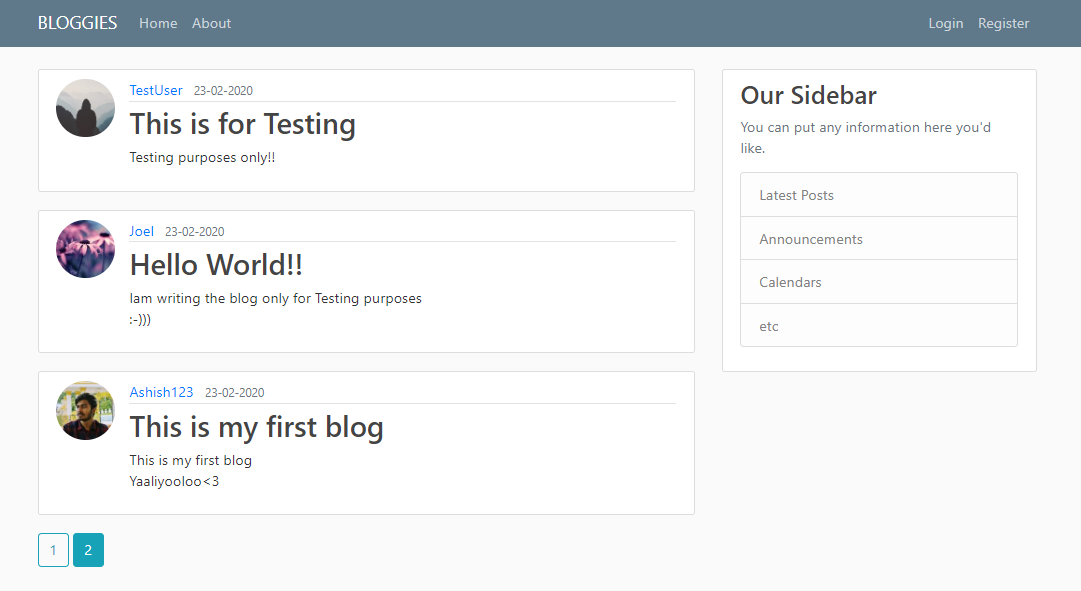 BLOGGIES Home About Login Register
TestUser 23-02-2020
This is for Testing
Testing purposes only!!
Joel 23-02-2020
Hello World!!
Iam writing the blog only for Testing purposes
:-)))
Ashish123 23-02-2020
This is my first blog
This is my first blog
Yaaliyooloo<3
1 2
Our Sidebar
You can put any information here you'd
like.
Latest Posts
Announcements
Calendars
etc